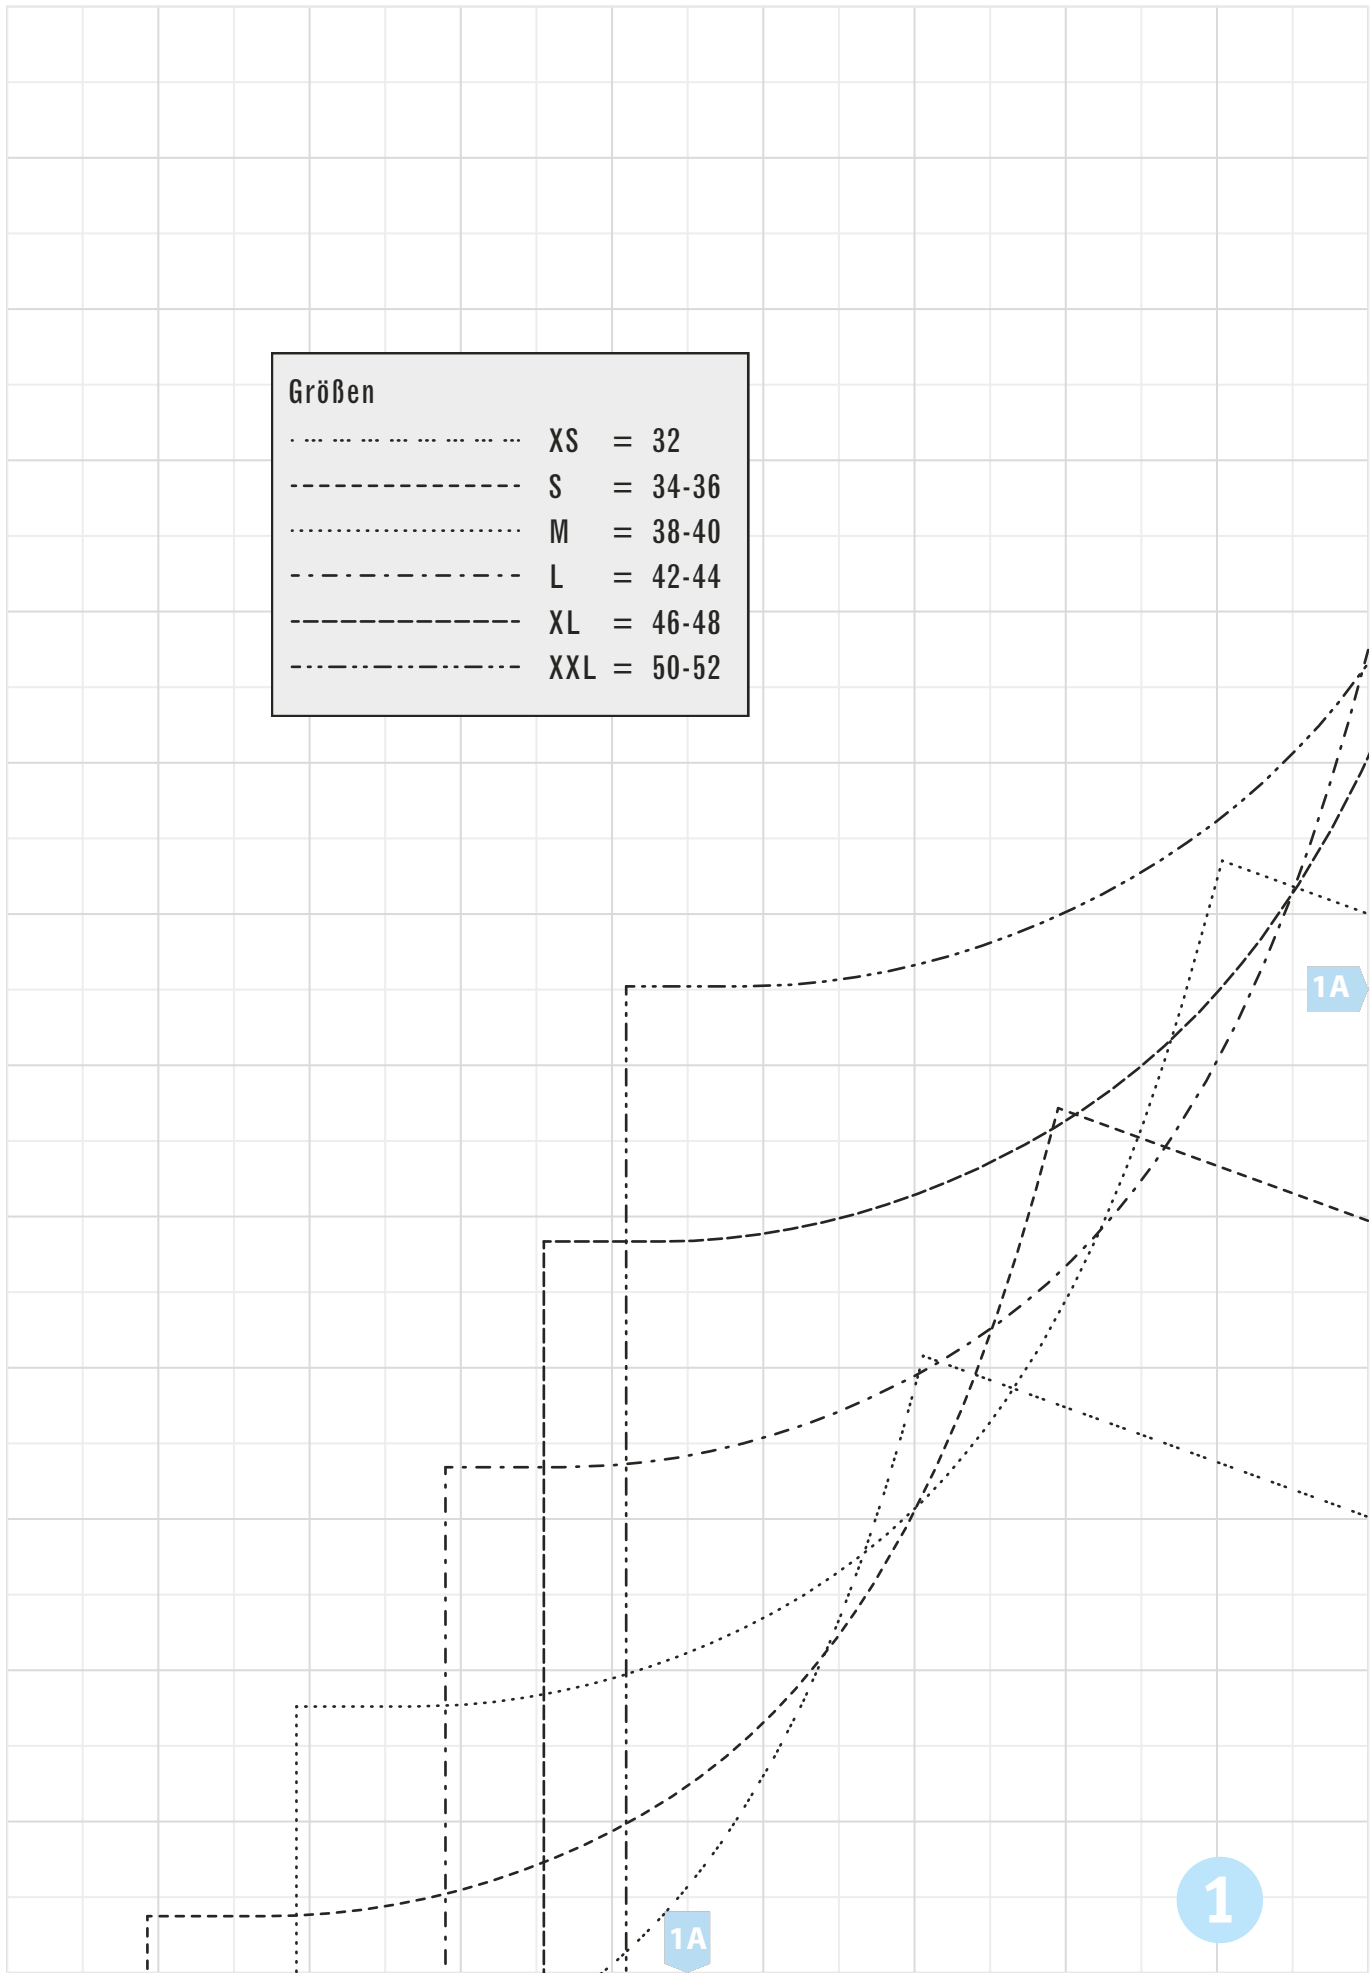 Größen
XS = 32
S = 34-36
M = 38-40
L = 42-44
XL = 46-48
XXL = 50-52
1A
1
1A